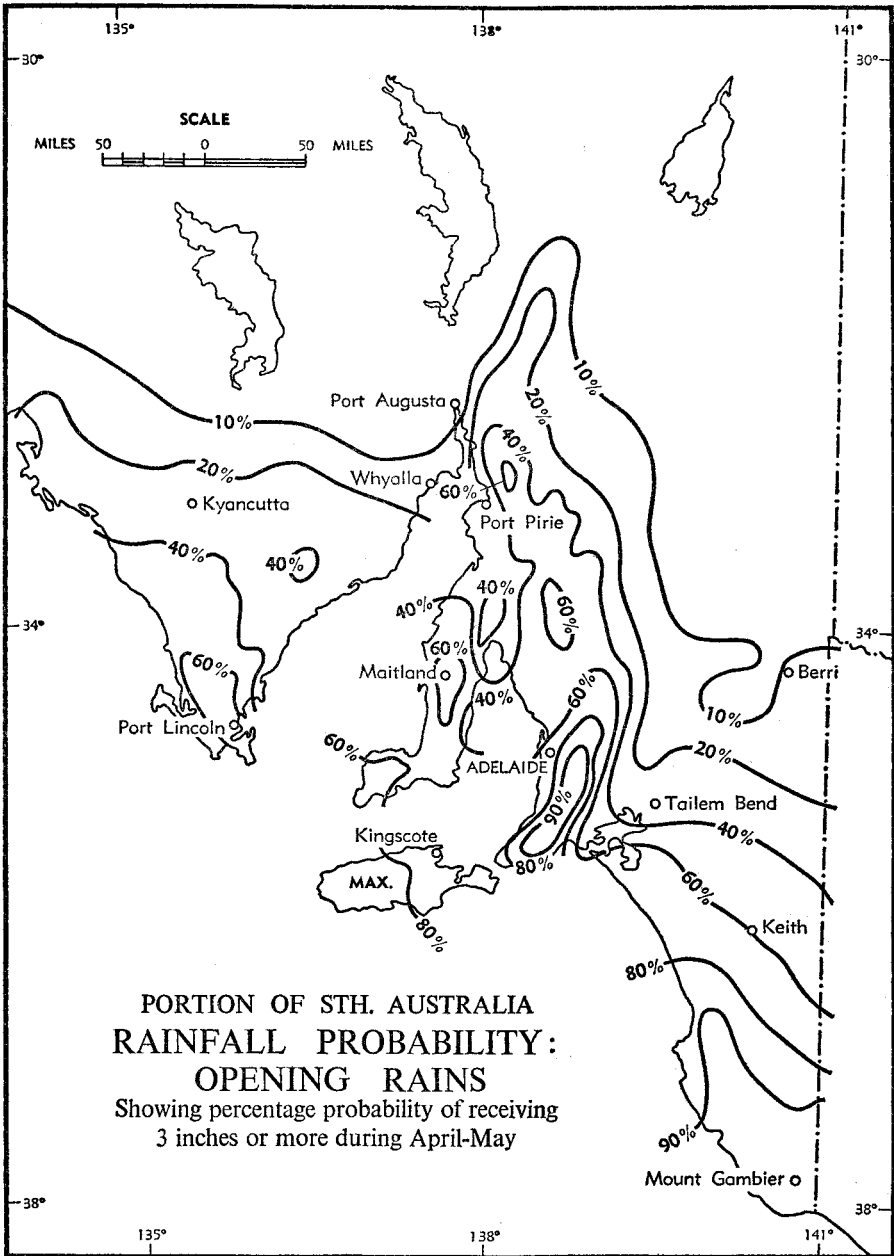 135° 138° 141°
30° 30°
SCALE
MILES 50 0 50 MILES
10%
Port Augusta
20%
10%
40%
20%
Whyalla
60%
Kyancutta
Port Pirie
40%
40%
40%
40%
60%
34° 34°
60%
60%
Maitland
Berri
40%
60%
10%
Port Lincoln
60%
20%
ADELAIDE
90%
Tailem Bend
40%
Kingscote
80%
MAX.
60%
80%
Keith
80%
PORTION OF STH. AUSTRALIA
RAINFALL PROBABILITY:
OPENING RAINS
Showing percentage probability of receiving
3 inches or more during April-May
90%
Mount Gambier
38° 38°
135° 138° 141°